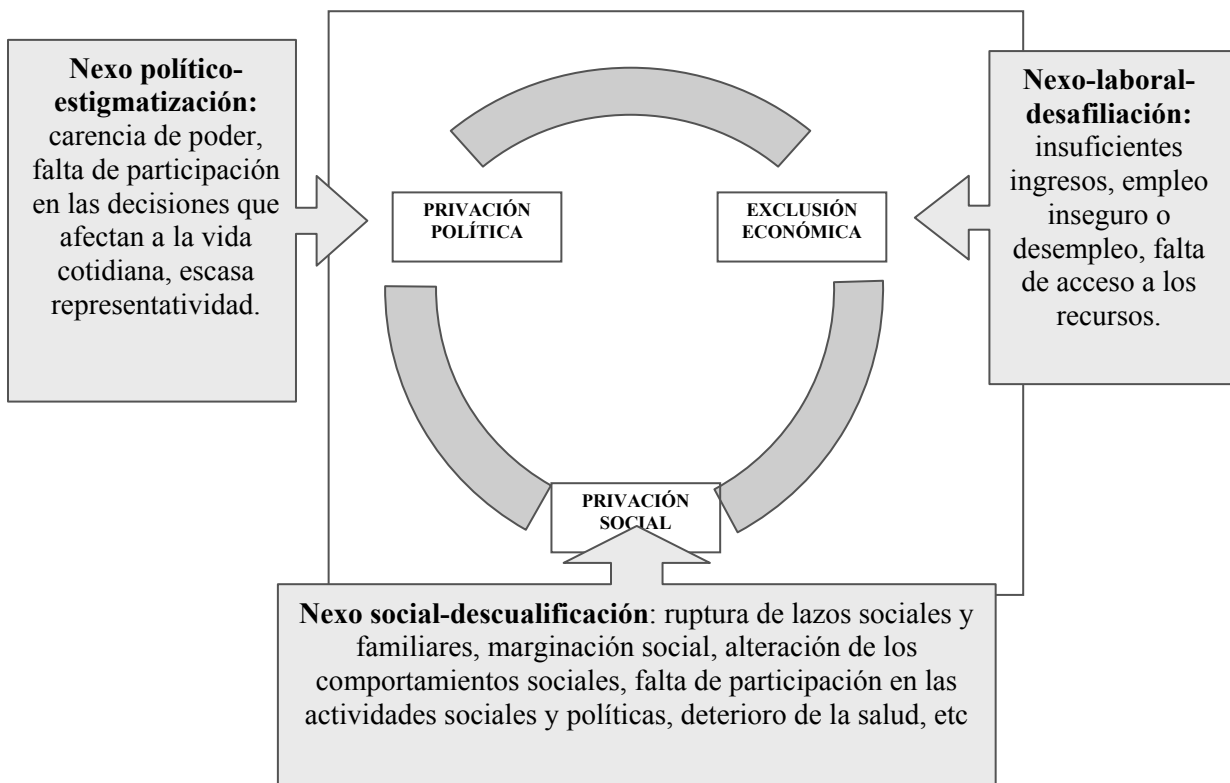 Nexo político-
estigmatización:
carencia de poder,
falta de participación
en las decisiones que
afectan a la vida
cotidiana, escasa
representatividad.
PRIVACIÓN
POLÍTICA
EXCLUSIÓN
ECONÓMICA
Nexo-laboral-
desafiliación:
insuficientes
ingresos, empleo
inseguro o
desempleo, falta
de acceso a los
recursos.
PRIVACIÓN
SOCIAL
Nexo social-descualificación: ruptura de lazos sociales y
familiares, marginación social, alteración de los
comportamientos sociales, falta de participación en las
actividades sociales y políticas, deterioro de la salud, etc